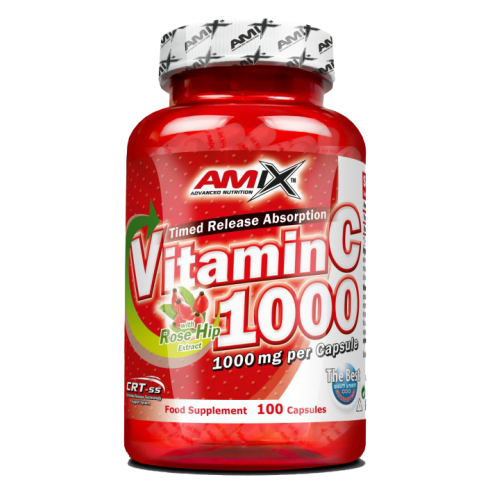 AMIX
AMIX
ADVANCED NUTRITION
Timed Release Absorption
Vitamin C
1000
with
Rose Hip
Extract
1000 mg per Capsule
CRT-ss
The Best
Food Supplement 100 Capsules